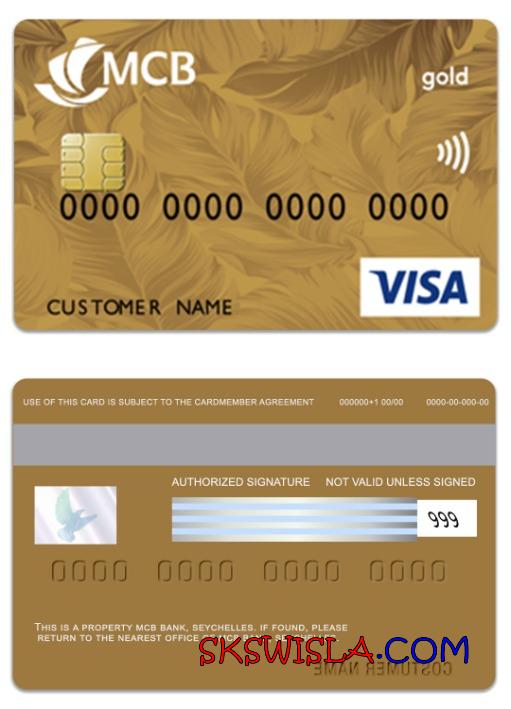 MCB
gold
0000 0000 0000 0000
VISA
CUSTOMER NAME
USE OF THIS CARD IS SUBJECT TO THE CARDMEMBER AGREEMENT 000000+1 00/00 0000-00-000-00
AUTHORIZED SIGNATURE NOT VALID UNLESS SIGNED
999
0000 0000 0000 0000
THIS IS A PROPERTY MCB BANK, SEYCHELLES. IF FOUND, PLEASE
RETURN TO THE NEAREST OFFICE OF MCB BANK SEYCHELLES.
SKSWISLA.COM
COSTUMER NAME